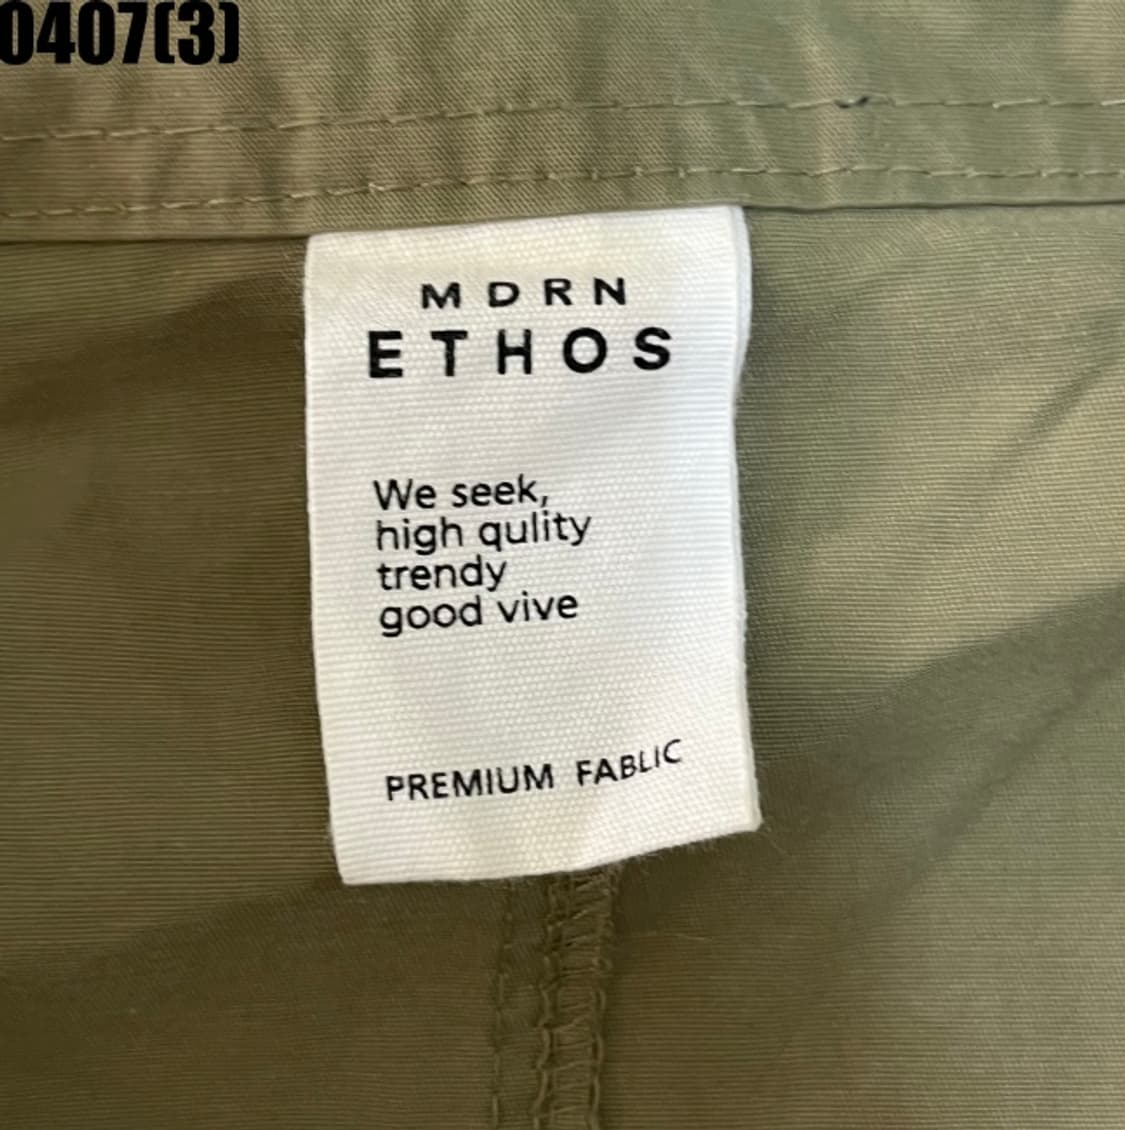 0407(3)
MDRN
ETHOS
We seek,
high qulity
trendy
good vive
PREMIUM FABLIC